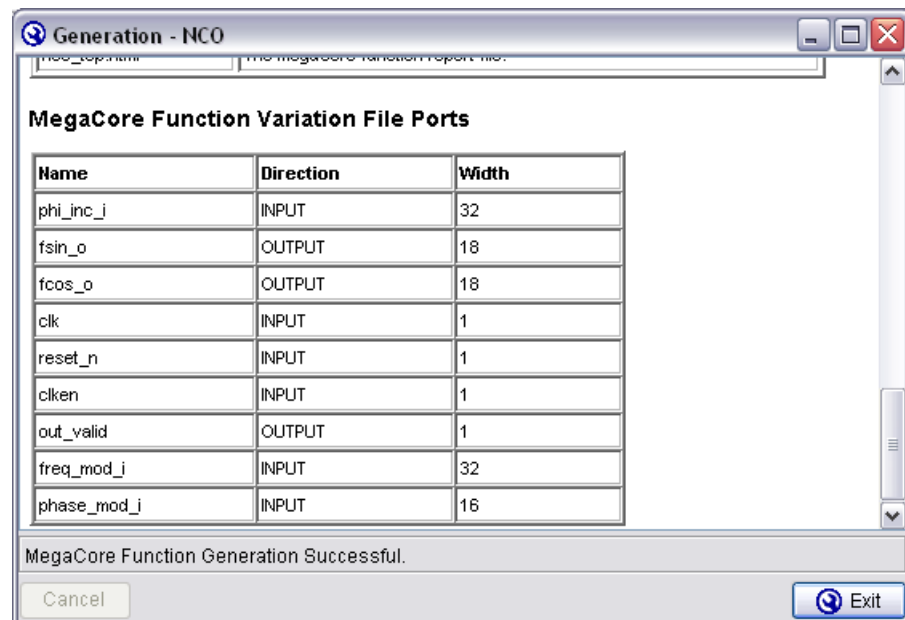 Generation - NCO
MegaCore Function Variation File Ports
Name Direction Width
phi_inc_i INPUT 32
fsin_o OUTPUT 18
fcos_o OUTPUT 18
clk INPUT 1
reset_n INPUT 1
clken INPUT 1
out_valid OUTPUT 1
freq_mod_i INPUT 32
phase_mod_i INPUT 16
MegaCore Function Generation Successful.
Cancel Exit